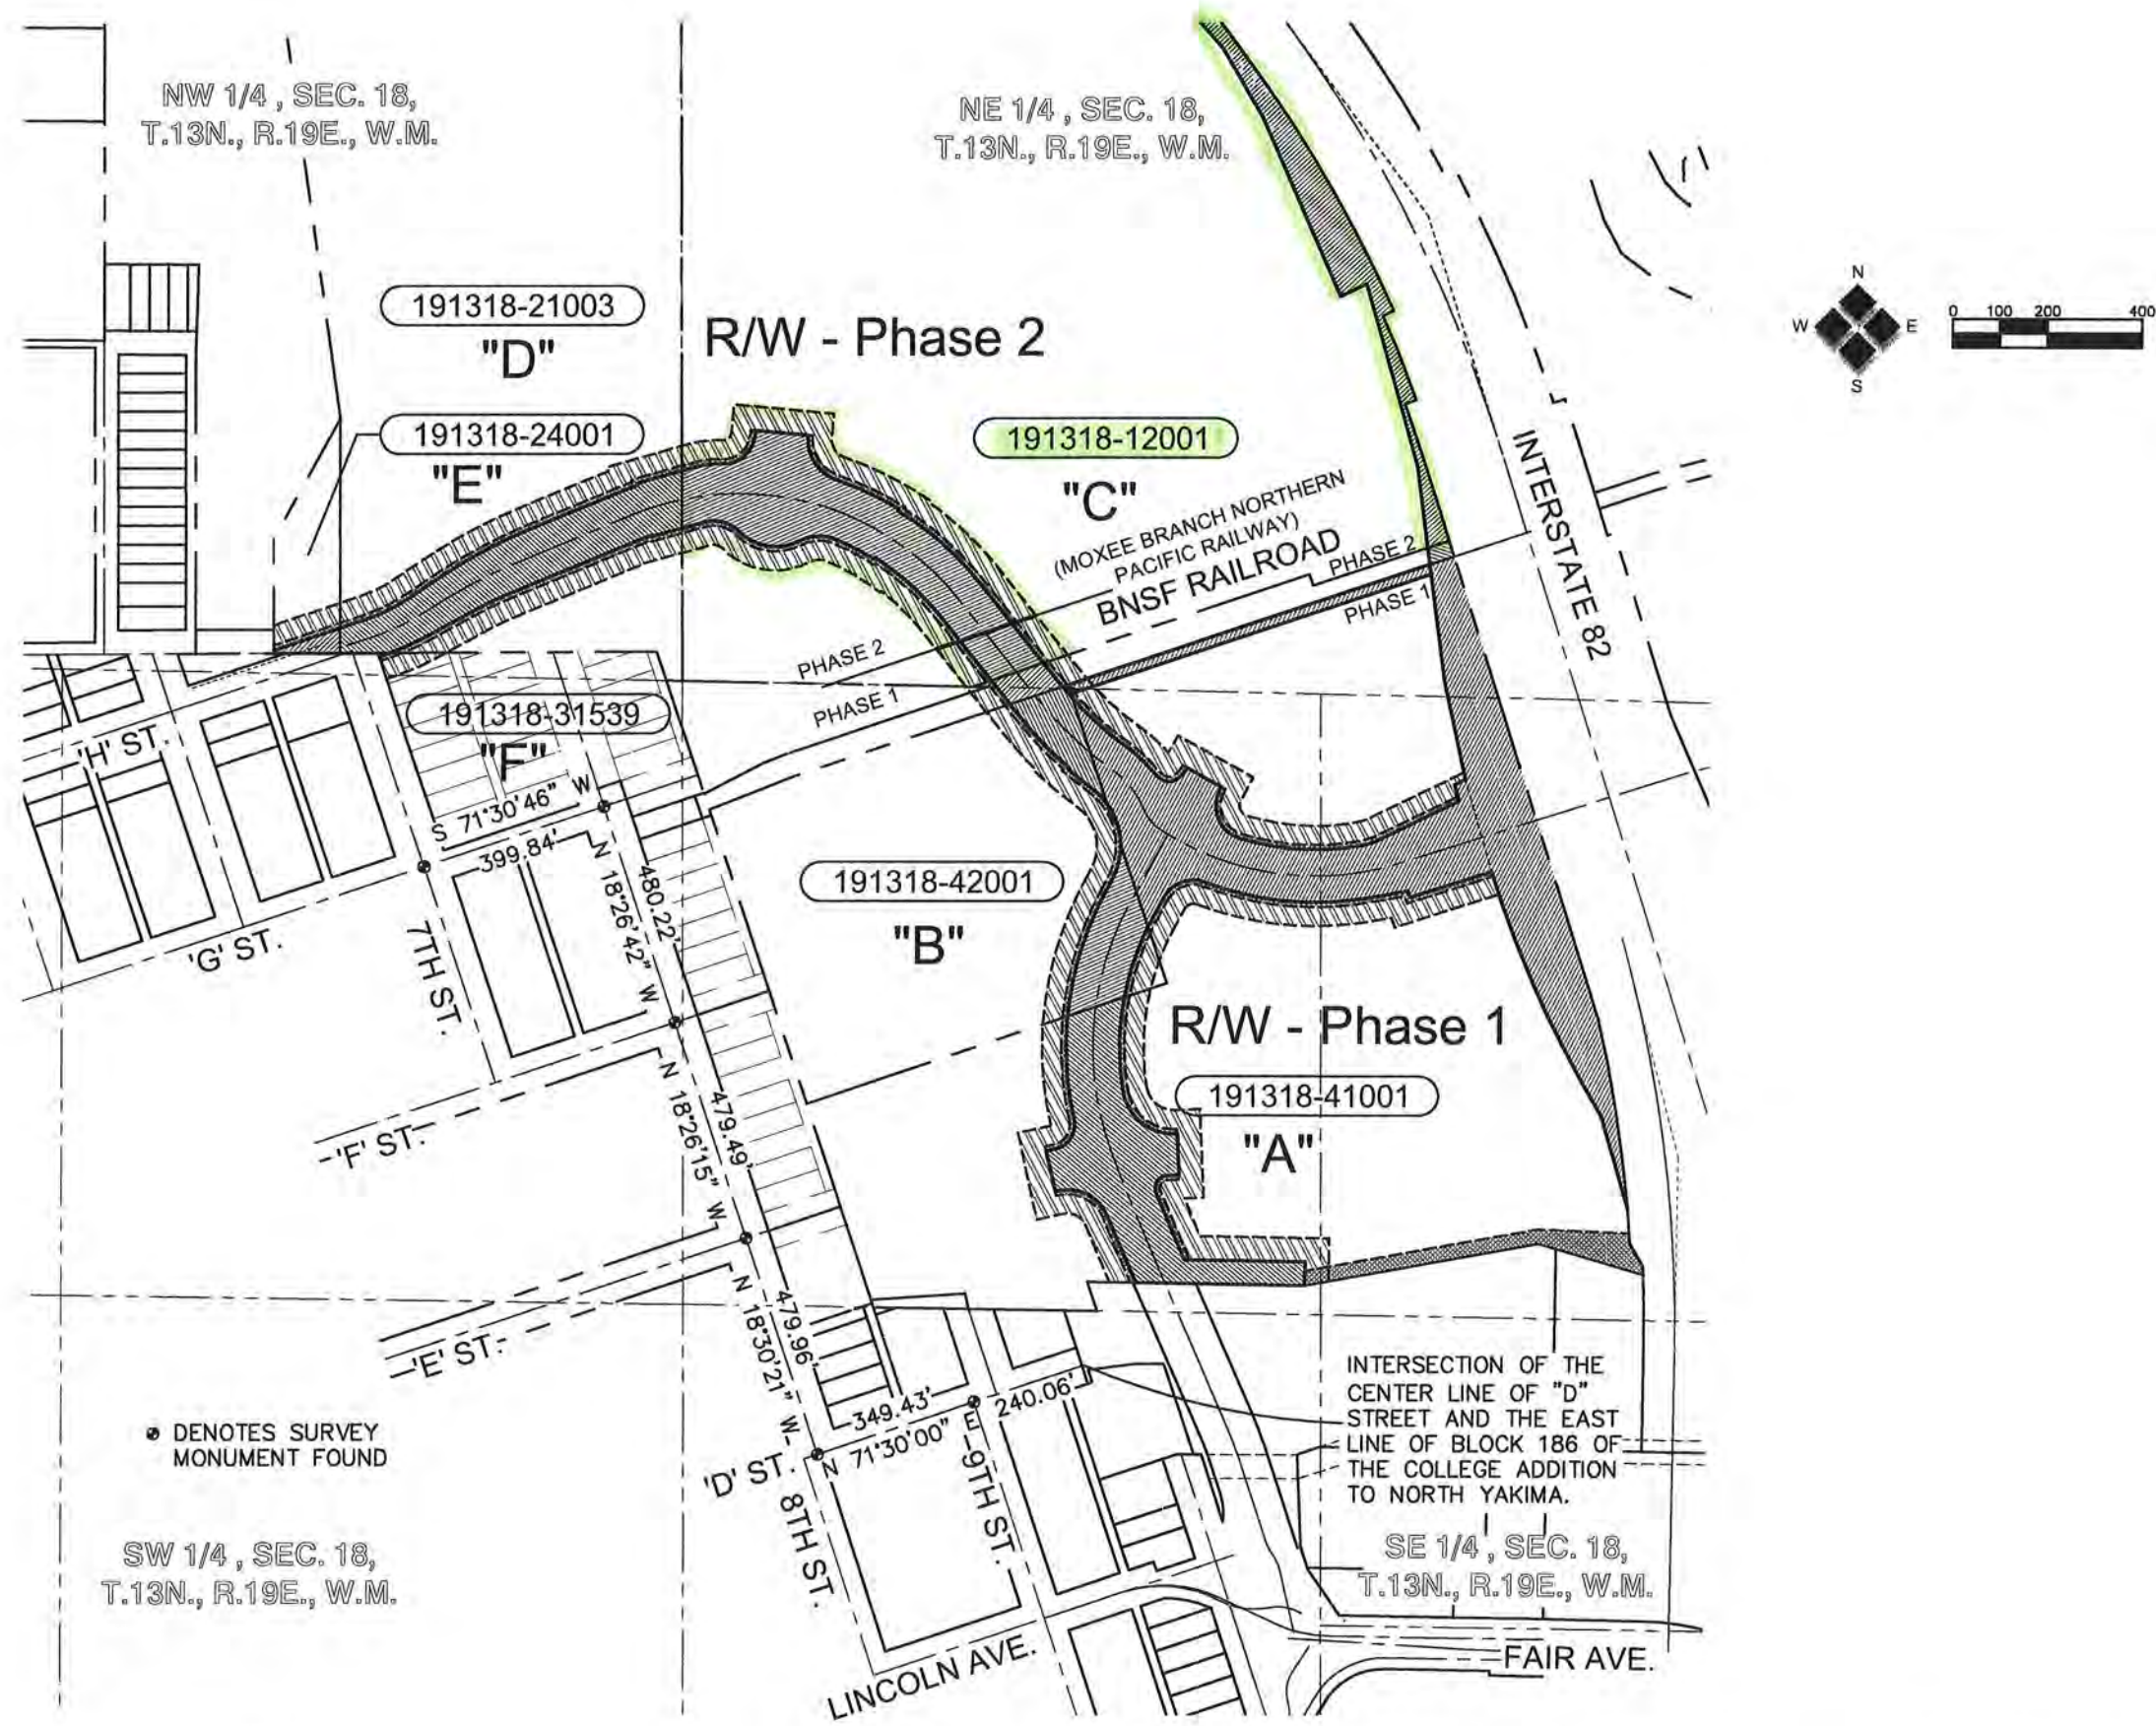 NW 1/4 , SEC. 18,
T.13N., R.19E., W.M.
NE 1/4 , SEC. 18,
T.13N., R.19E., W.M.
N
W
E
S
0 100 200 400
191318-21003
"D"
R/W - Phase 2
191318-24001
"E"
191318-12001
"C"
(MOXEE BRANCH NORTHERN
PACIFIC RAILWAY)
BNSF RAILROAD
PHASE 2
PHASE 1
INTERSTATE 82
PHASE 2
PHASE 1
191318-31539
"F"
'H' ST.
S 71°30'46" W
399.84'
N 18°26'42" W
480.22'
'G' ST.
7TH ST.
191318-42001
"B"
R/W - Phase 1
191318-41001
"A"
'F' ST.
N 18°26'15" W
479.49'
'E' ST.
N 18°30'21" W
479.96'
349.43'
N 71°30'00" E
240.06'
'D' ST.
8TH ST.
9TH ST.
DENOTES SURVEY
MONUMENT FOUND
INTERSECTION OF THE
CENTER LINE OF "D"
STREET AND THE EAST
LINE OF BLOCK 186 OF
THE COLLEGE ADDITION
TO NORTH YAKIMA.
SW 1/4 , SEC. 18,
T.13N., R.19E., W.M.
SE 1/4 , SEC. 18,
T.13N., R.19E., W.M.
LINCOLN AVE.
FAIR AVE.